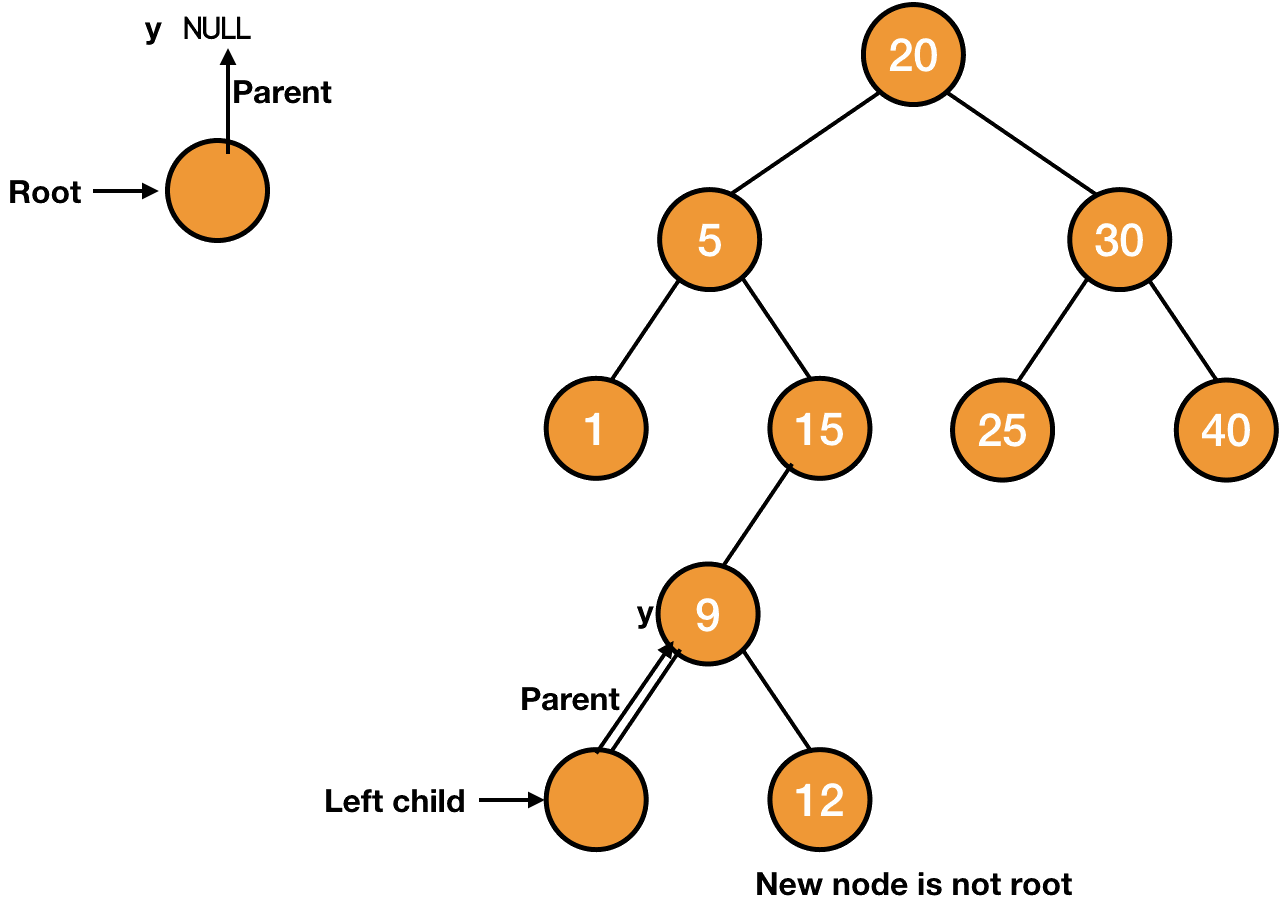 y NULL
Parent
Root
20
5
30
1
15
25
40
y
9
Parent
Left child
12
New node is not root